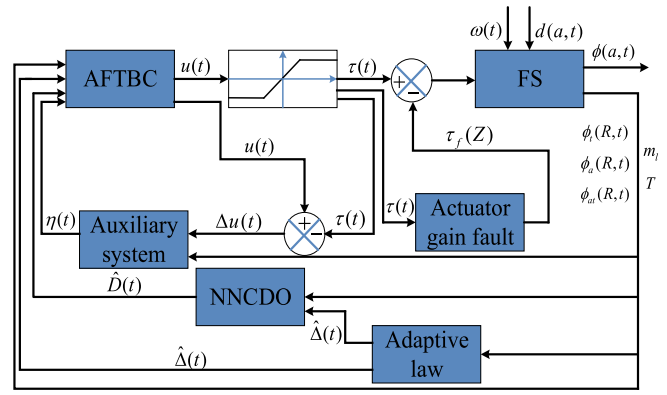 ω(t) d(a,t)
AFTBC
u(t)
τ(t)
+
−
FS
ϕ(a,t)
u(t)
τ_f(Z)
ϕ_t(R,t)
ϕ_a(R,t)
ϕ_at(R,t)
m_l
T
η(t)
Auxiliary
system
Δu(t)
+
−
τ(t)
τ(t)
Actuator
gain fault
D̂(t)
NNCDO
Δ̂(t)
Adaptive
law
Δ̂(t)